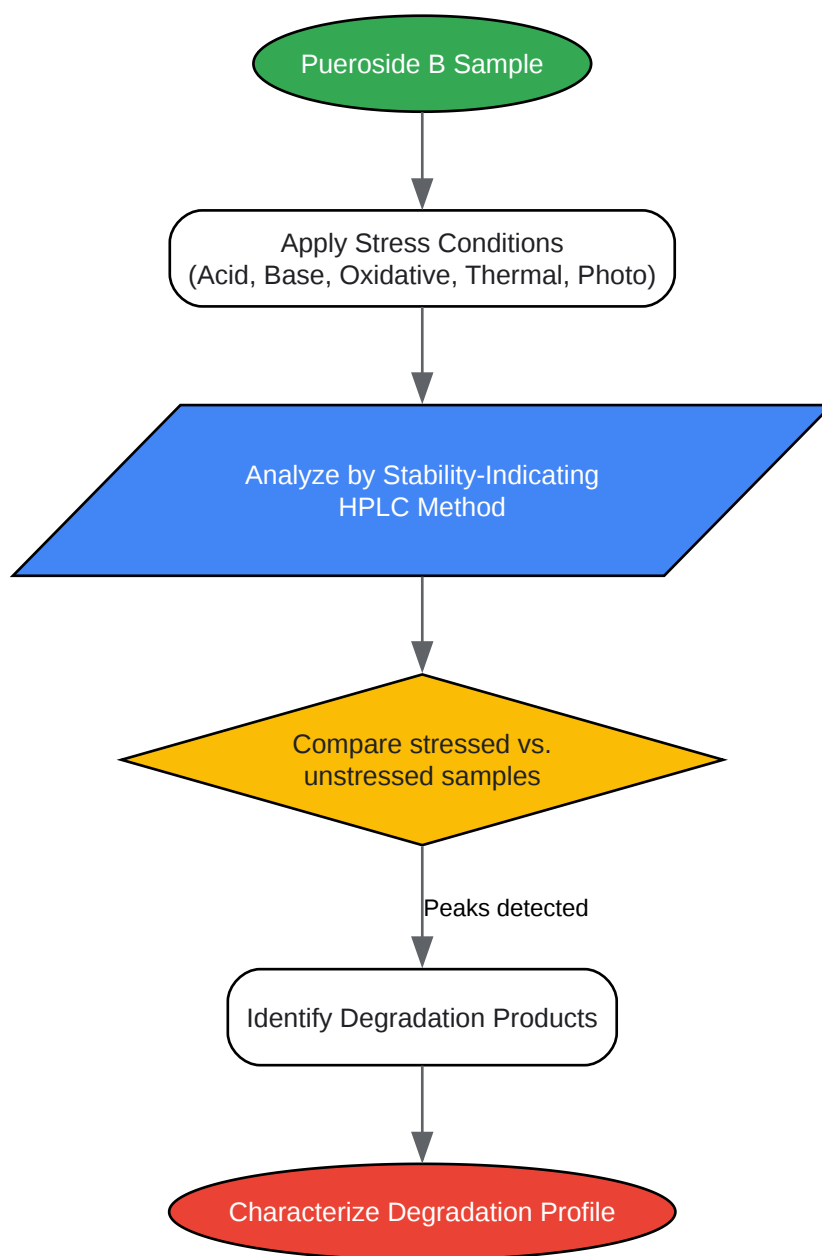 Pueroside B Sample
Apply Stress Conditions
(Acid, Base, Oxidative, Thermal, Photo)
Analyze by Stability-Indicating
HPLC Method
Compare stressed vs.
unstressed samples
Peaks detected
Identify Degradation Products
Characterize Degradation Profile